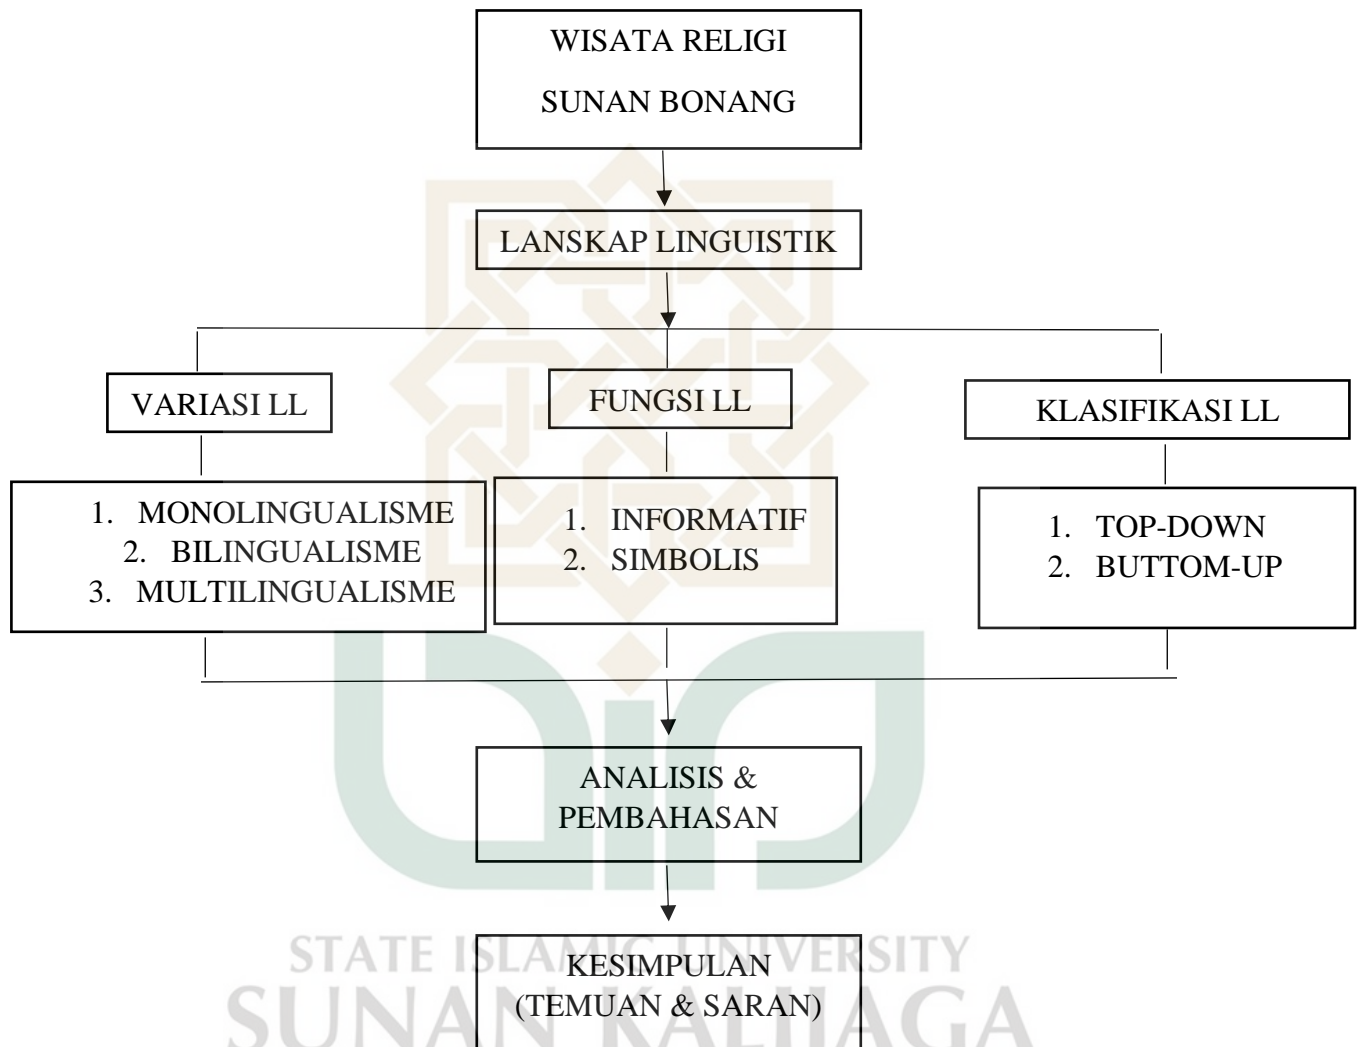 WISATA RELIGI
SUNAN BONANG
LANSKAP LINGUISTIK
VARIASI LL
FUNGSI LL
KLASIFIKASI LL
1. MONOLINGUALISME
2. BILINGUALISME
3. MULTILINGUALISME
1. INFORMATIF
2. SIMBOLIS
1. TOP-DOWN
2. BUTTOM-UP
ANALISIS &
PEMBAHASAN
KESIMPULAN
(TEMUAN & SARAN)
STATE ISLAMIC UNIVERSITY
SUNAN KALIJAGA